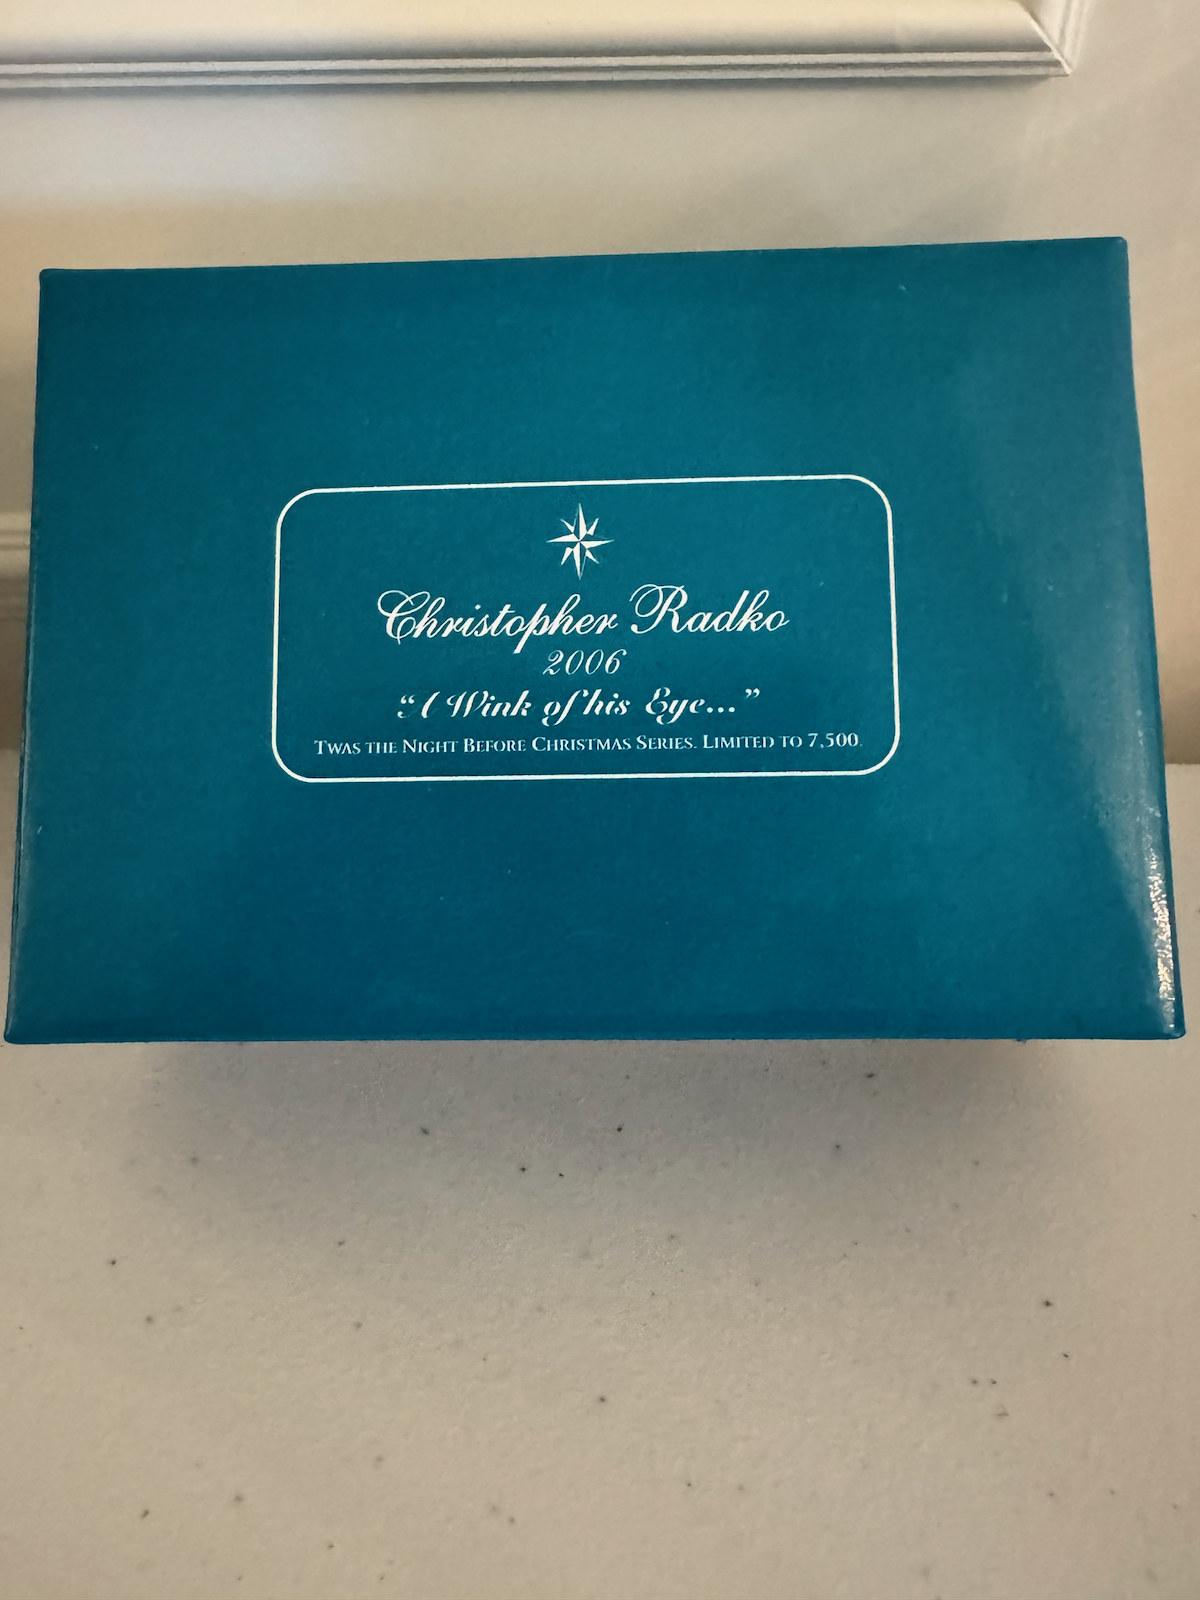 Christopher Radko
2006
“A Wink of his Eye...”
TWAS THE NIGHT BEFORE CHRISTMAS SERIES. LIMITED TO 7,500.